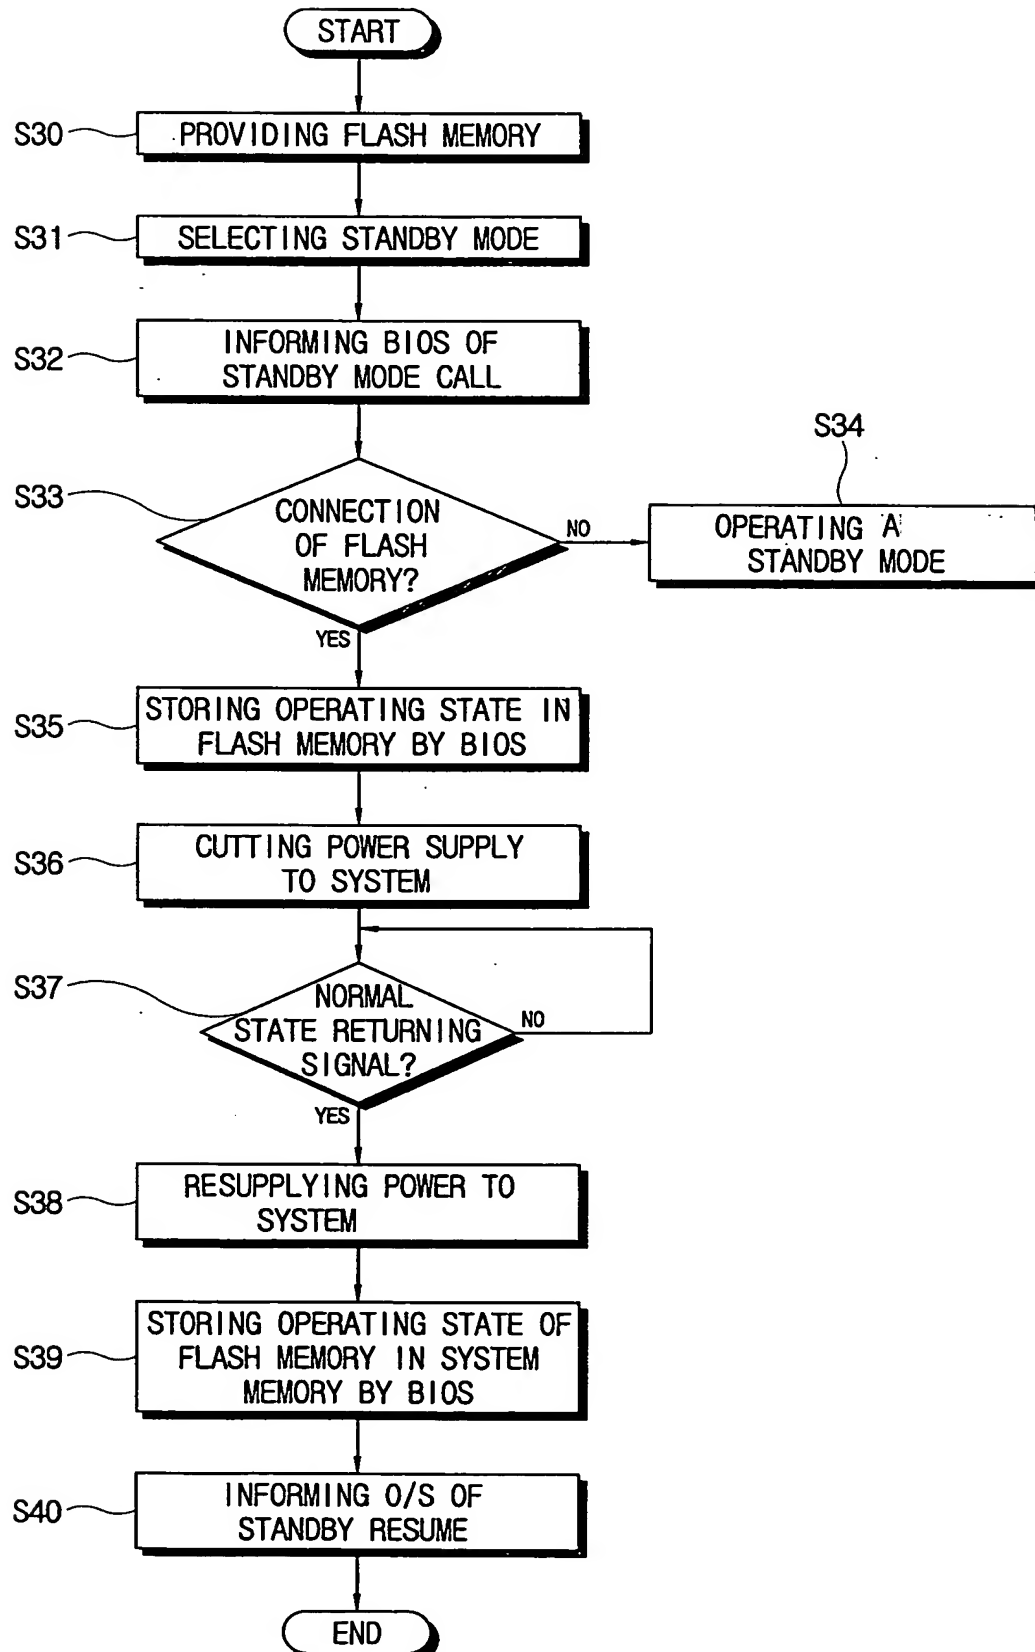 START
S30
PROVIDING FLASH MEMORY
S31
SELECTING STANDBY MODE
S32
INFORMING BIOS OF
STANDBY MODE CALL
S33
CONNECTION
OF FLASH
MEMORY?
NO
S34
OPERATING A
STANDBY MODE
YES
S35
STORING OPERATING STATE IN
FLASH MEMORY BY BIOS
S36
CUTTING POWER SUPPLY
TO SYSTEM
S37
NORMAL
STATE RETURNING
SIGNAL?
NO
YES
S38
RESUPPLYING POWER TO
SYSTEM
S39
STORING OPERATING STATE OF
FLASH MEMORY IN SYSTEM
MEMORY BY BIOS
S40
INFORMING O/S OF
STANDBY RESUME
END